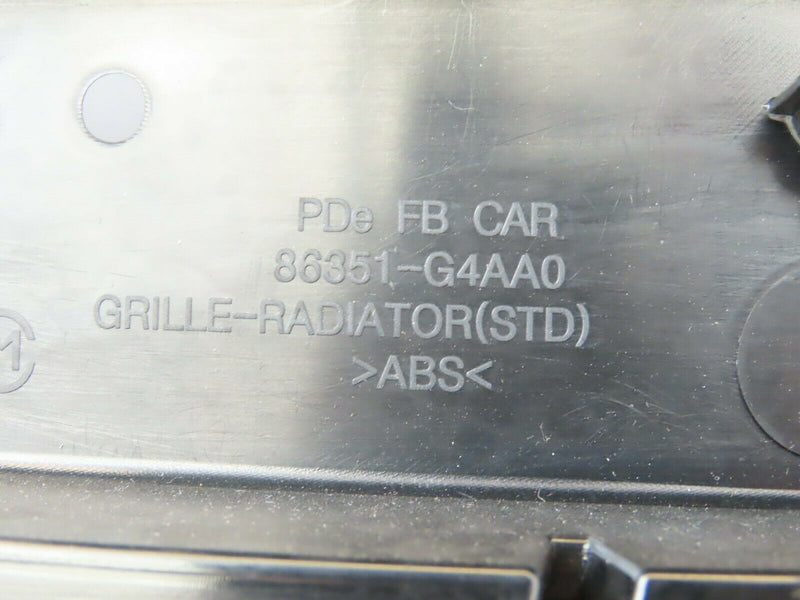 PDe FB CAR
86351-G4AA0
GRILLE-RADIATOR(STD)
>ABS<